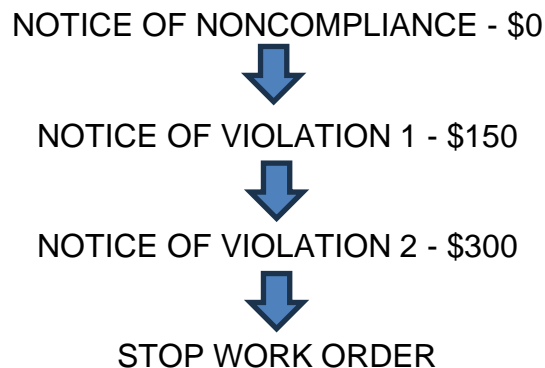 NOTICE OF NONCOMPLIANCE - $0
NOTICE OF VIOLATION 1 - $150
NOTICE OF VIOLATION 2 - $300
STOP WORK ORDER